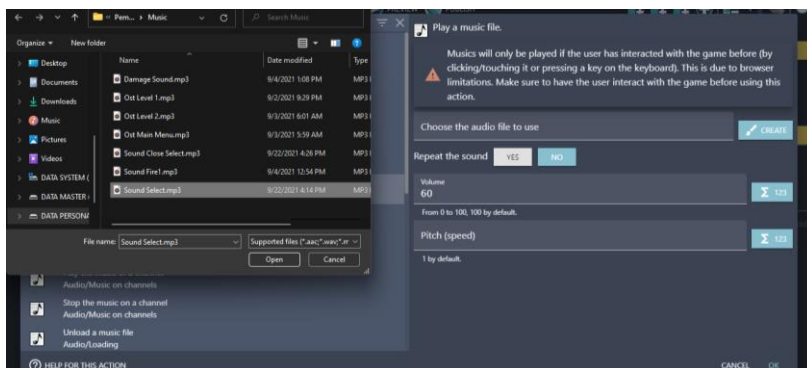 Pem... > Music
Search Music
Organize
New folder
Name
Date modified
Type
Desktop
Documents
Downloads
Music
Pictures
Videos
DATA SYSTEM (
DATA MASTER
DATA PERSONA
Damage Sound.mp3 9/4/2021 1:08 PM MP3
Ost Level 1.mp3 9/2/2021 9:29 PM MP3
Ost Level 2.mp3 9/3/2021 6:01 AM MP3
Ost Main Menu.mp3 9/3/2021 5:59 AM MP3
Sound Close Select.mp3 9/22/2021 4:26 PM MP3
Sound Fire1.mp3 9/4/2021 12:54 PM MP3
Sound Select.mp3 9/22/2021 4:14 PM MP3
File name: Sound Select.mp3
Supported files (*.aac;*.wav;*.m
Open
Cancel
Audio/Music on channels
Stop the music on a channel
Audio/Music on channels
Unload a music file
Audio/Loading
HELP FOR THIS ACTION
Play a music file.
Musics will only be played if the user has interacted with the game before (by
clicking/touching it or pressing a key on the keyboard). This is due to browser
limitations. Make sure to have the user interact with the game before using this
action.
Choose the audio file to use
CREATE
Repeat the sound YES NO
Volume
60
Σ 123
From 0 to 100, 100 by default.
Pitch (speed)
Σ 123
1 by default.
CANCEL OK